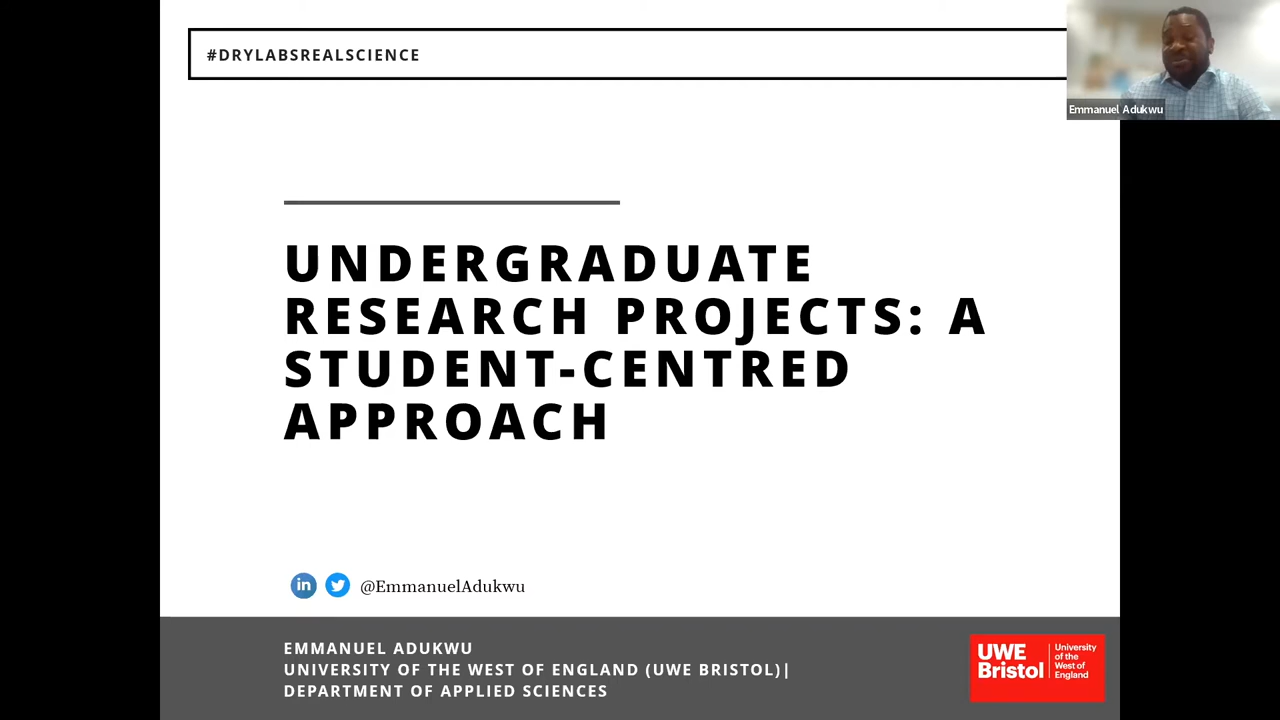 #DRYLABSREALSCIENCE
Emmanuel Adukwu
UNDERGRADUATE
RESEARCH PROJECTS: A
STUDENT-CENTRED
APPROACH
in
@EmmanuelAdukwu
EMMANUEL ADUKWU
UNIVERSITY OF THE WEST OF ENGLAND (UWE BRISTOL)|
DEPARTMENT OF APPLIED SCIENCES
UWE
Bristol
University
of the
West of
England